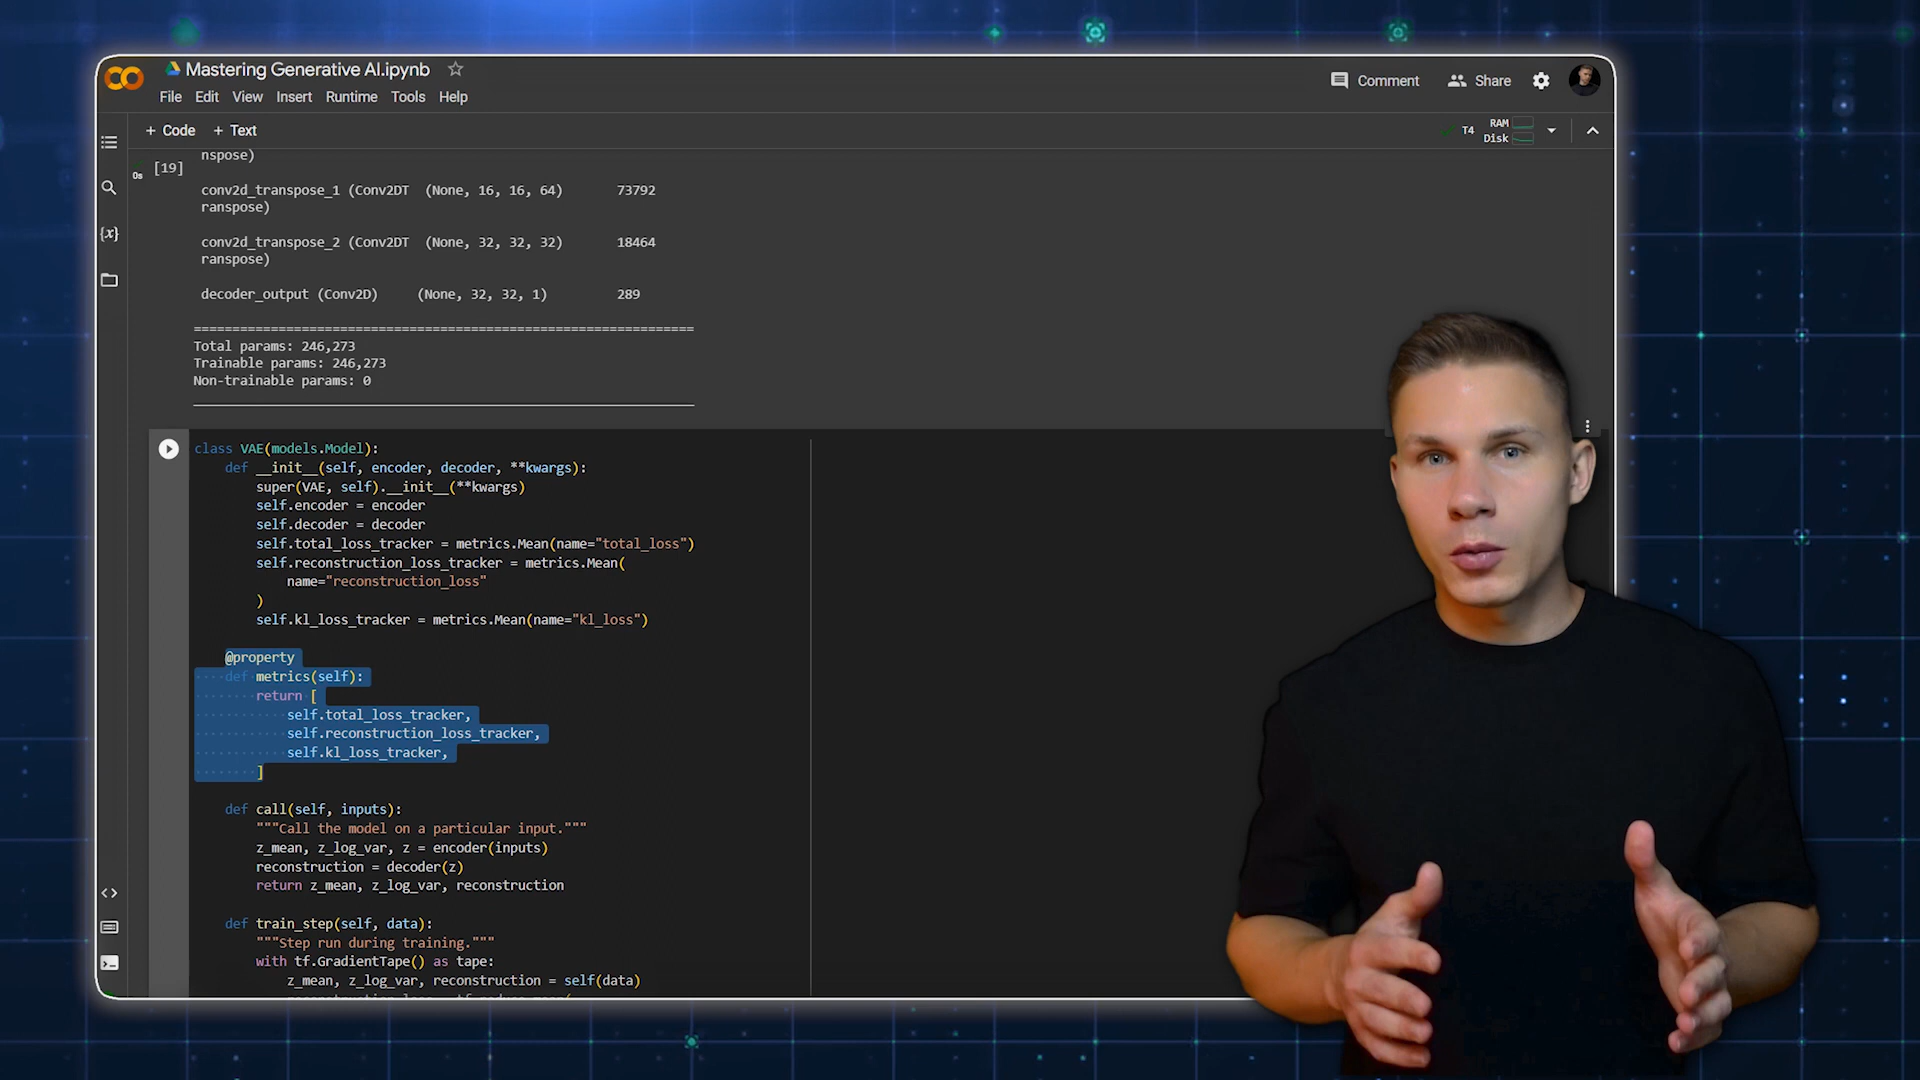 Mastering Generative AI.ipynb
Comment
Share
File Edit View Insert Runtime Tools Help
+ Code + Text
T4
RAM
Disk
0s
[19]
nspose)
conv2d_transpose_1 (Conv2DT (None, 16, 16, 64) 73792
ranspose)
conv2d_transpose_2 (Conv2DT (None, 32, 32, 32) 18464
ranspose)
decoder_output (Conv2D) (None, 32, 32, 1) 289
=================================================================
Total params: 246,273
Trainable params: 246,273
Non-trainable params: 0
_________________________________________________________________
class VAE(models.Model):
def __init__(self, encoder, decoder, **kwargs):
super(VAE, self).__init__(**kwargs)
self.encoder = encoder
self.decoder = decoder
self.total_loss_tracker = metrics.Mean(name="total_loss")
self.reconstruction_loss_tracker = metrics.Mean(
name="reconstruction_loss"
)
self.kl_loss_tracker = metrics.Mean(name="kl_loss")
@property
def metrics(self):
return [
self.total_loss_tracker,
self.reconstruction_loss_tracker,
self.kl_loss_tracker,
]
def call(self, inputs):
"""Call the model on a particular input."""
z_mean, z_log_var, z = encoder(inputs)
reconstruction = decoder(z)
return z_mean, z_log_var, reconstruction
def train_step(self, data):
"""Step run during training."""
with tf.GradientTape() as tape:
z_mean, z_log_var, reconstruction = self(data)